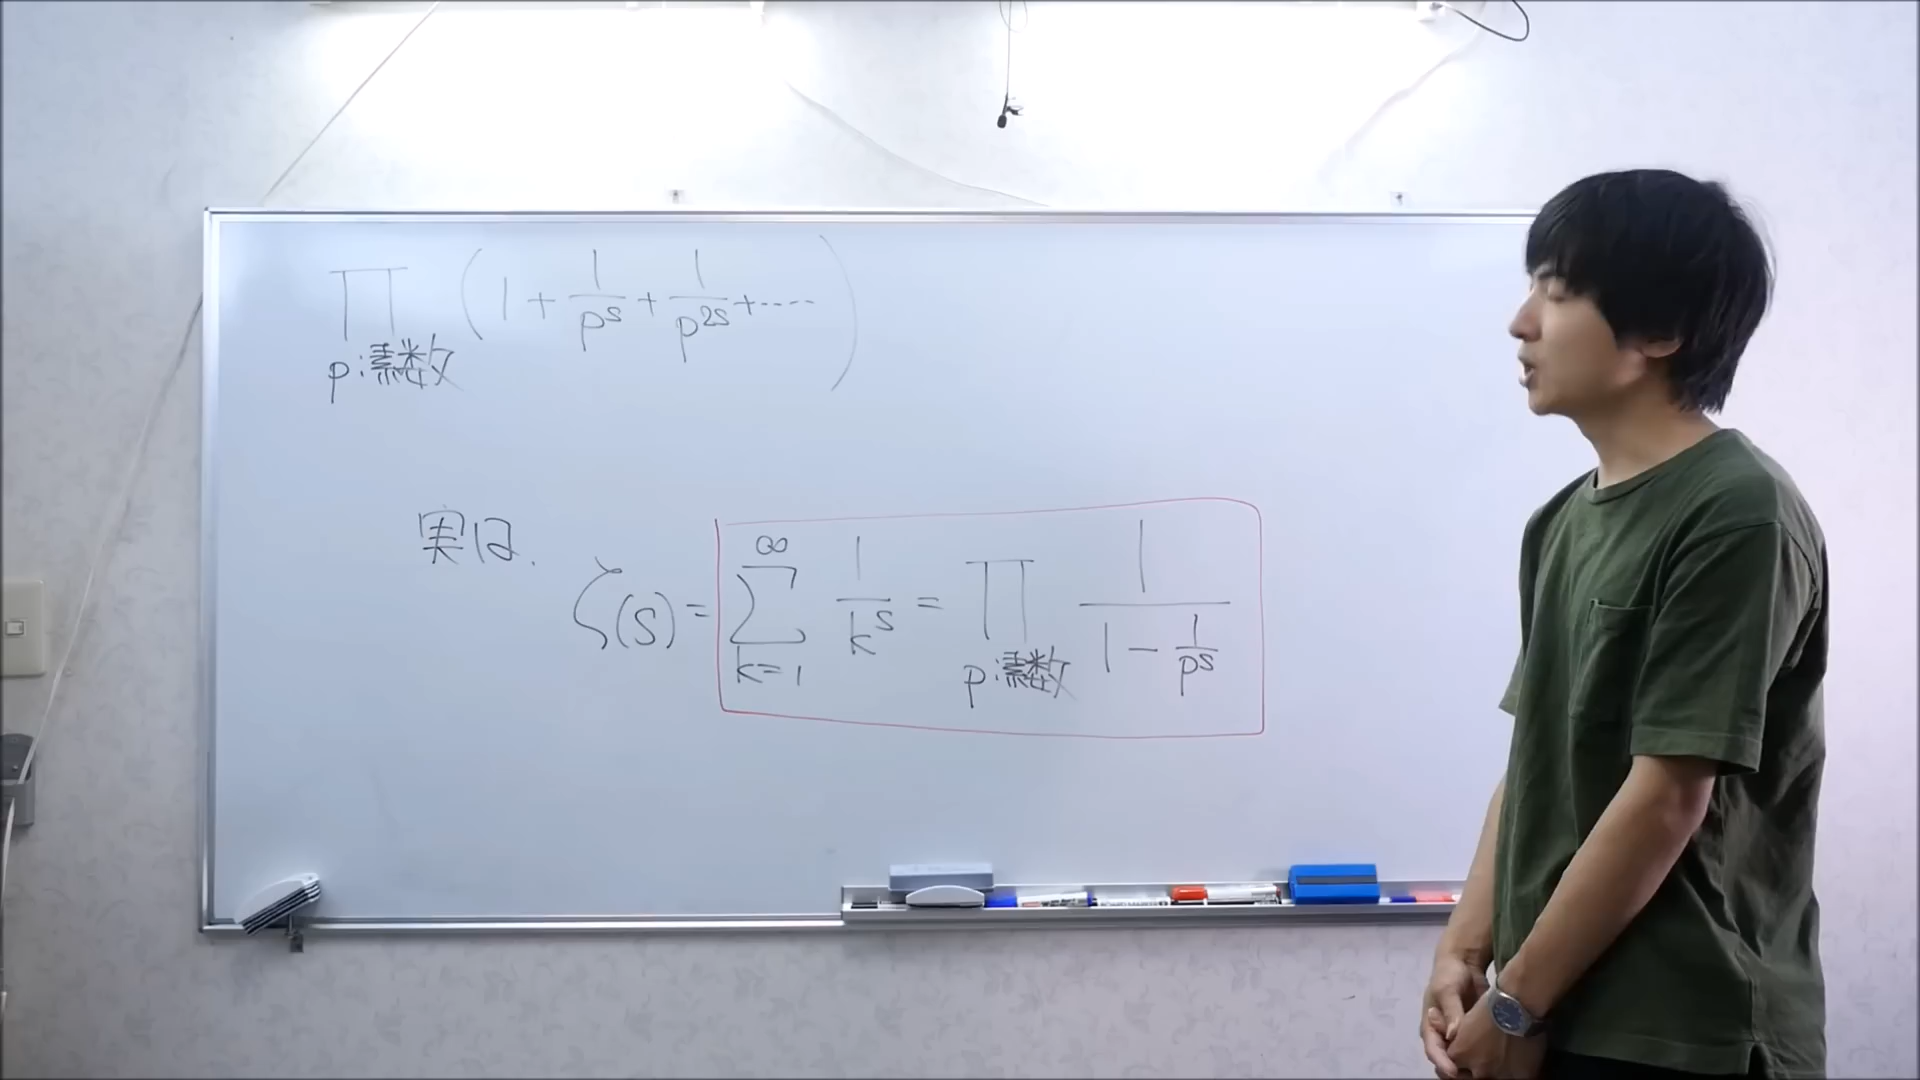 ∏ ( 1 + 1/p^s + 1/p^2s + ····· )
p:素数
実は.
ζ(s) = ∑_{k=1}^{∞} 1/k^s = ∏_{p:素数} 1/(1 - 1/p^s)